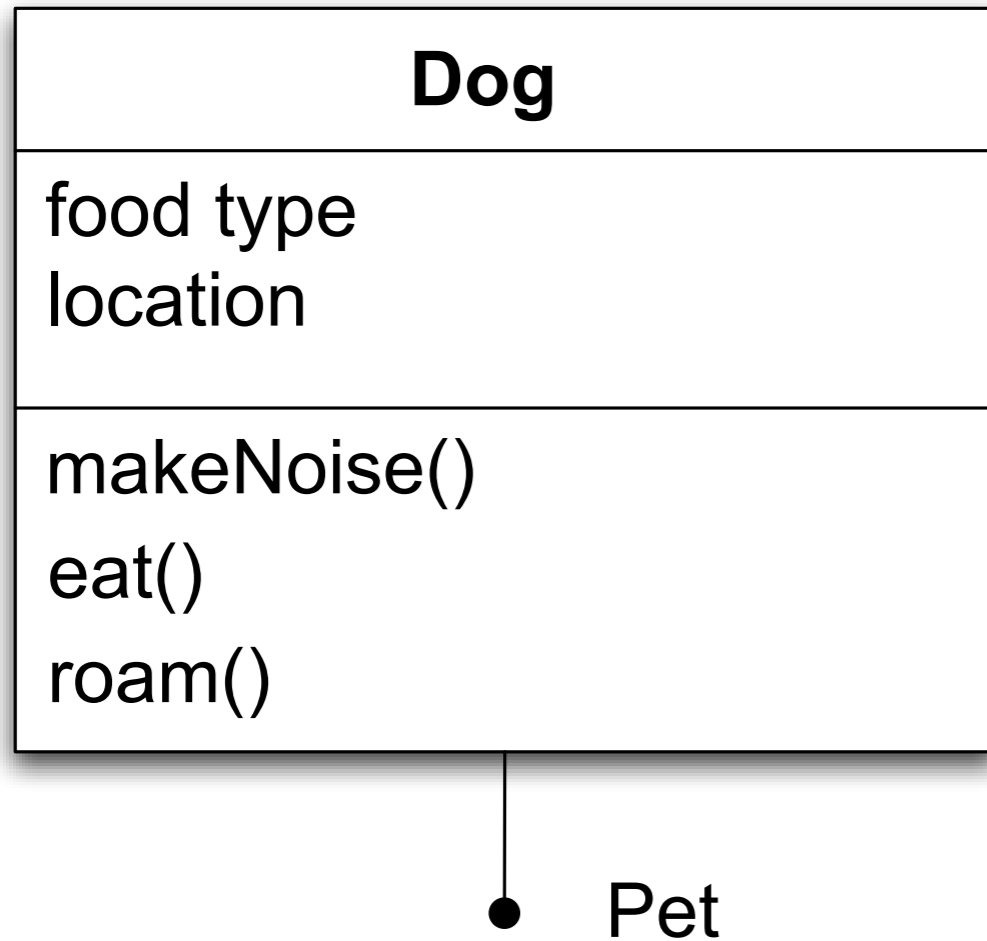 Dog
food type
location
makeNoise()
eat()
roam()
Pet